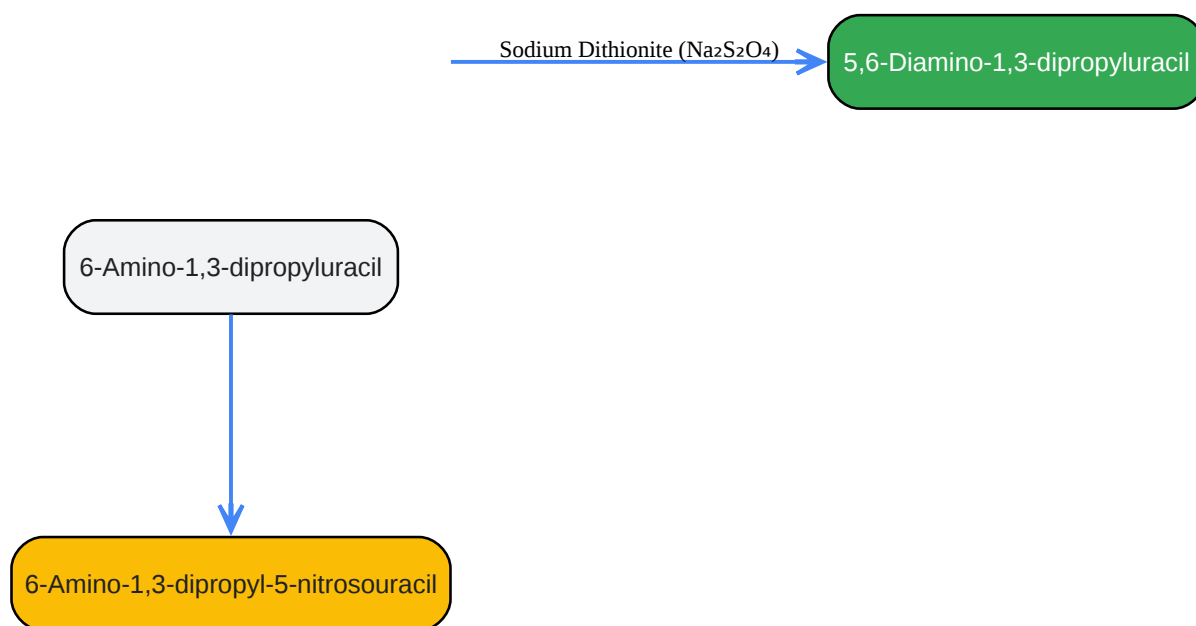 Sodium Dithionite (Na₂S₂O₄)
5,6-Diamino-1,3-dipropyluracil
6-Amino-1,3-dipropyluracil
6-Amino-1,3-dipropyl-5-nitrosouracil